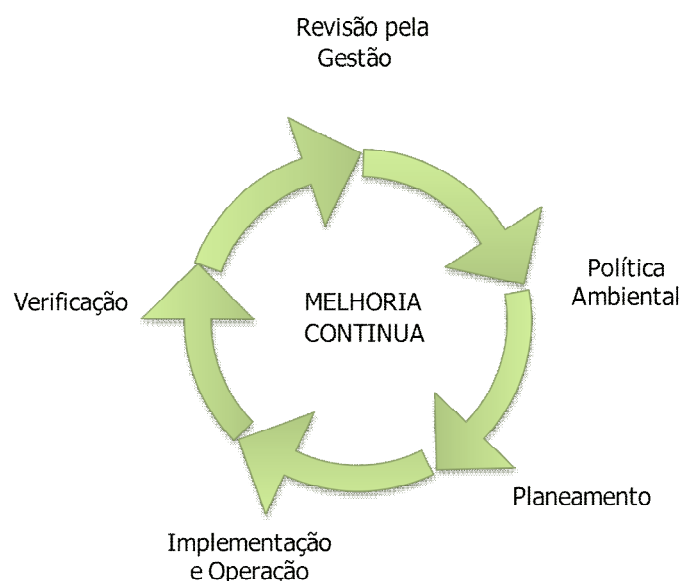 Revisão pela
Gestão
Política
Ambiental
Verificação
MELHORIA
CONTINUA
Planeamento
Implementação
e Operação